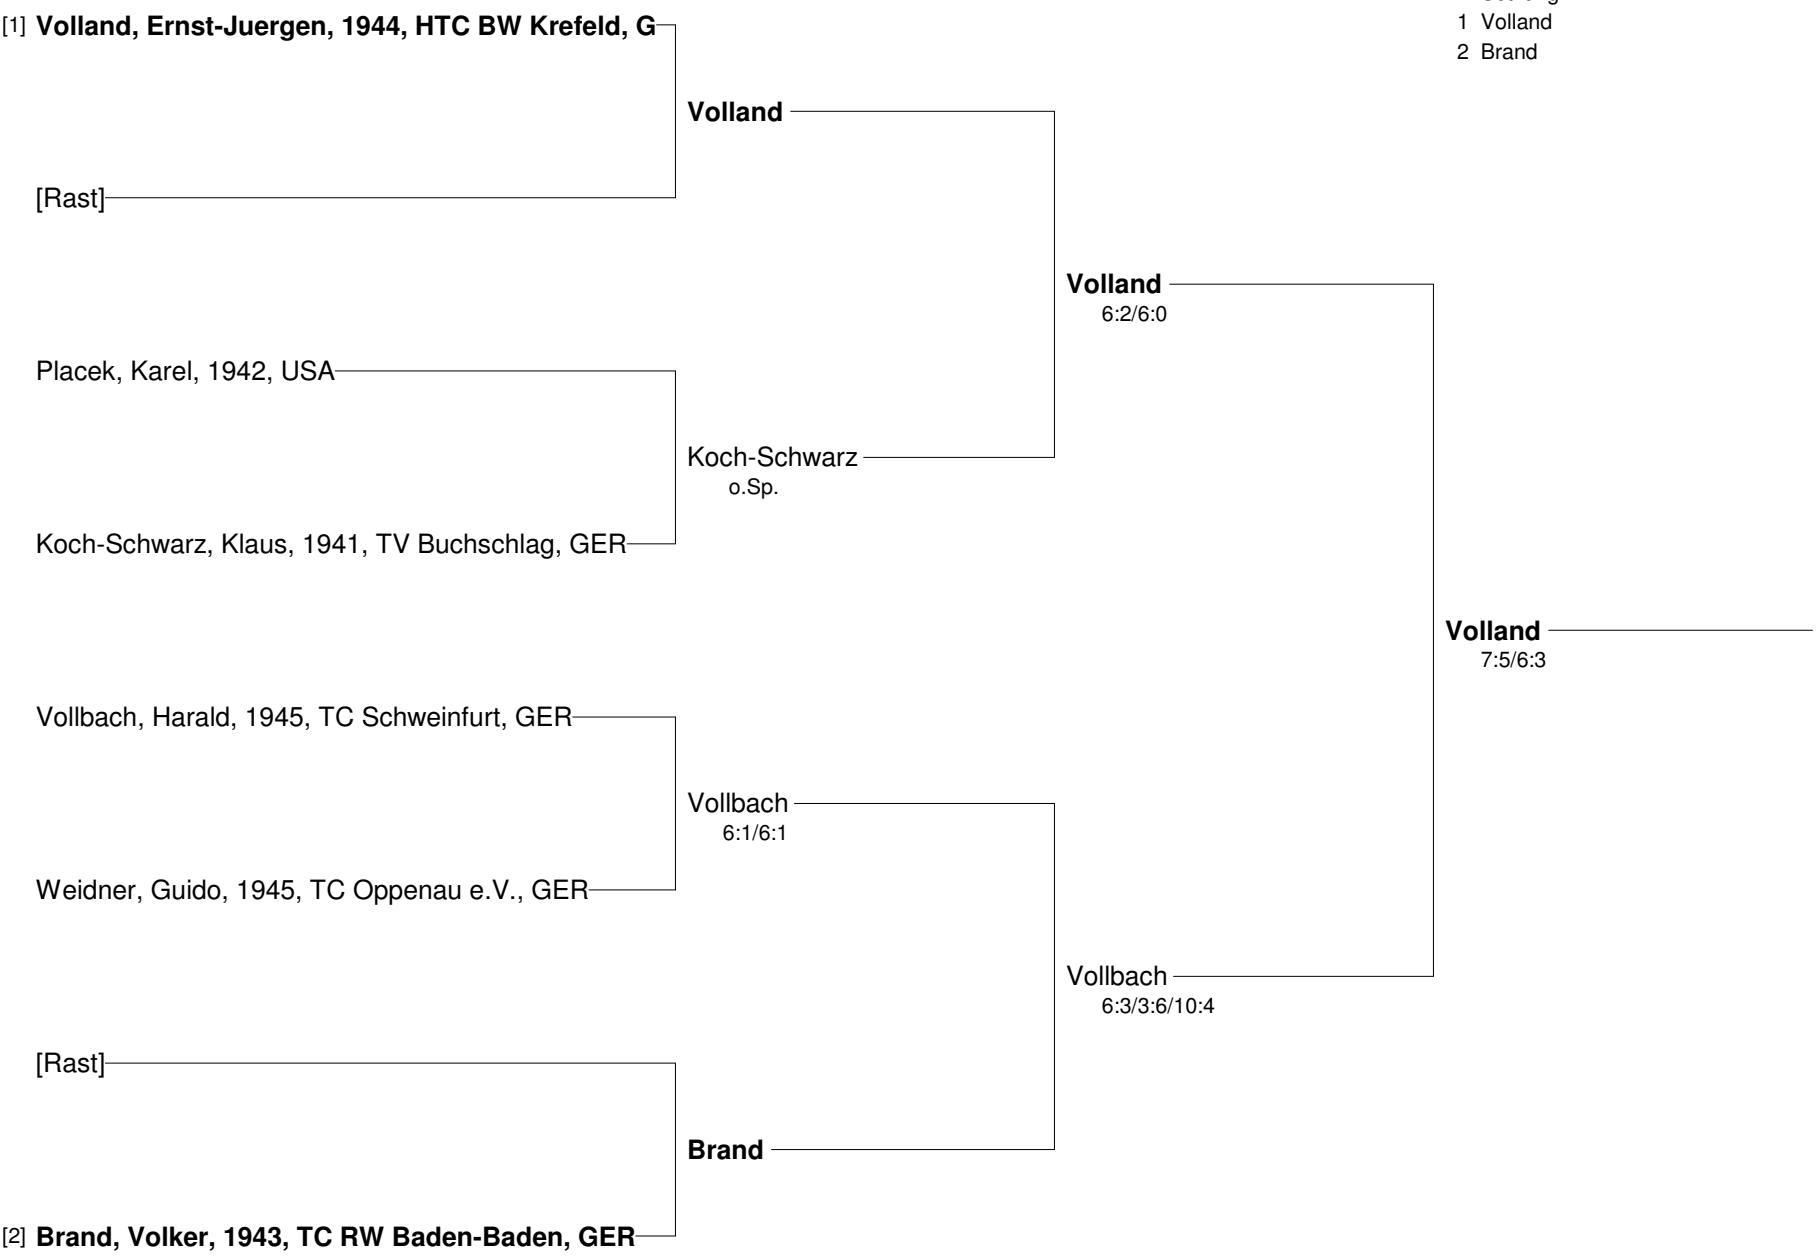 [1] Volland, Ernst-Juergen, 1944, HTC BW Krefeld, G
1 Volland
2 Brand
Volland
[Rast]
Volland
6:2/6:0
Placek, Karel, 1942, USA
Koch-Schwarz
o.Sp.
Koch-Schwarz, Klaus, 1941, TV Buchschlag, GER
Volland
7:5/6:3
Vollbach, Harald, 1945, TC Schweinfurt, GER
Vollbach
6:1/6:1
Weidner, Guido, 1945, TC Oppenau e.V., GER
Vollbach
6:3/3:6/10:4
[Rast]
Brand
[2] Brand, Volker, 1943, TC RW Baden-Baden, GER